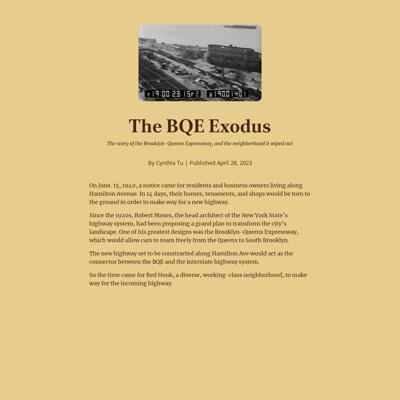 The BQE Exodus
The story of the Brooklyn-Queens Expressway, and the neighborhood it wiped out
By Cynthia Tu | Published April 28, 2023
On June. 15, 1940, a notice came for residents and business owners living along
Hamilton Avenue. In 14 days, their homes, tenaments, and shops would be torn to
the ground in order to make way for a new highway.
Since the 1920s, Robert Moses, the head architect of the New York State's
highway system, had been proposing a grand plan to transform the city's
landscape. One of his greatest designs was the Brooklyn-Queens Expressway,
which would allow cars to roam freely from the Queens to South Brooklyn.
The new highway set to be constructed along Hamilton Ave would act as the
connector between the BQE and the interstate highway system.
So the time came for Red Hook, a diverse, working-class neighborhood, to make
way for the incoming highway.